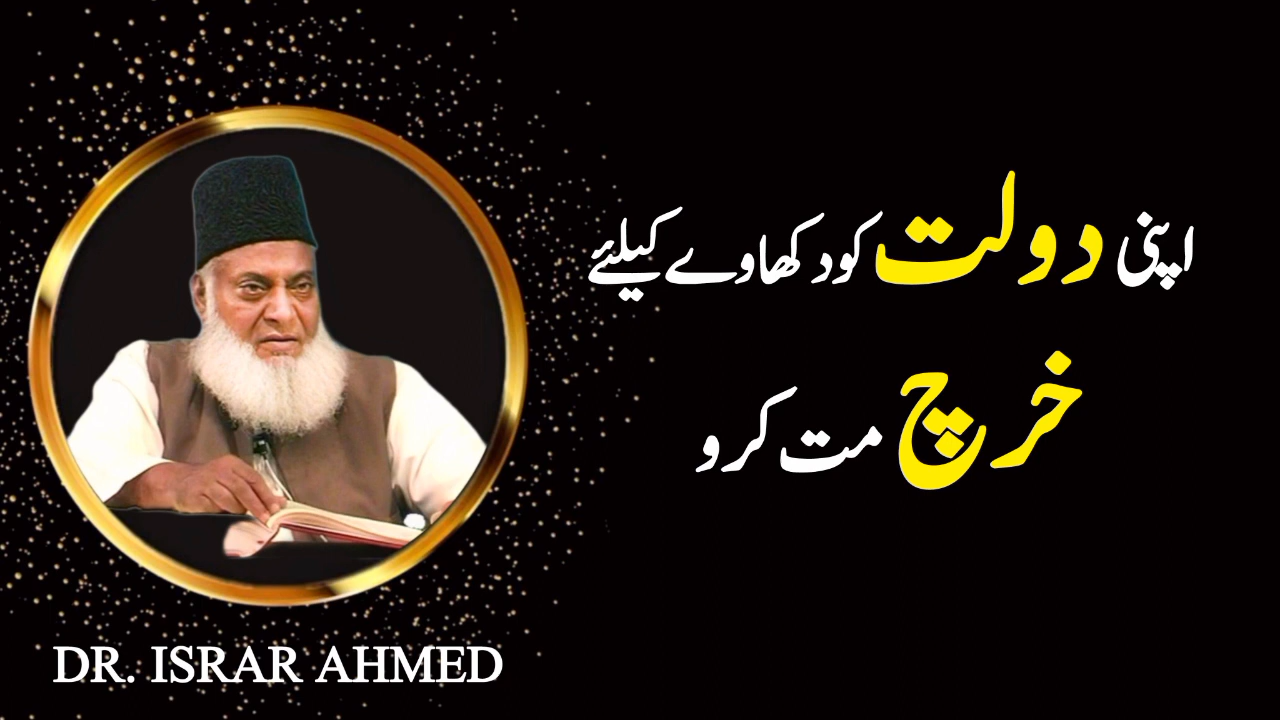 اپنی دولت کو دکھاوے کیلئے
خرچ مت کرو
DR. ISRAR AHMED